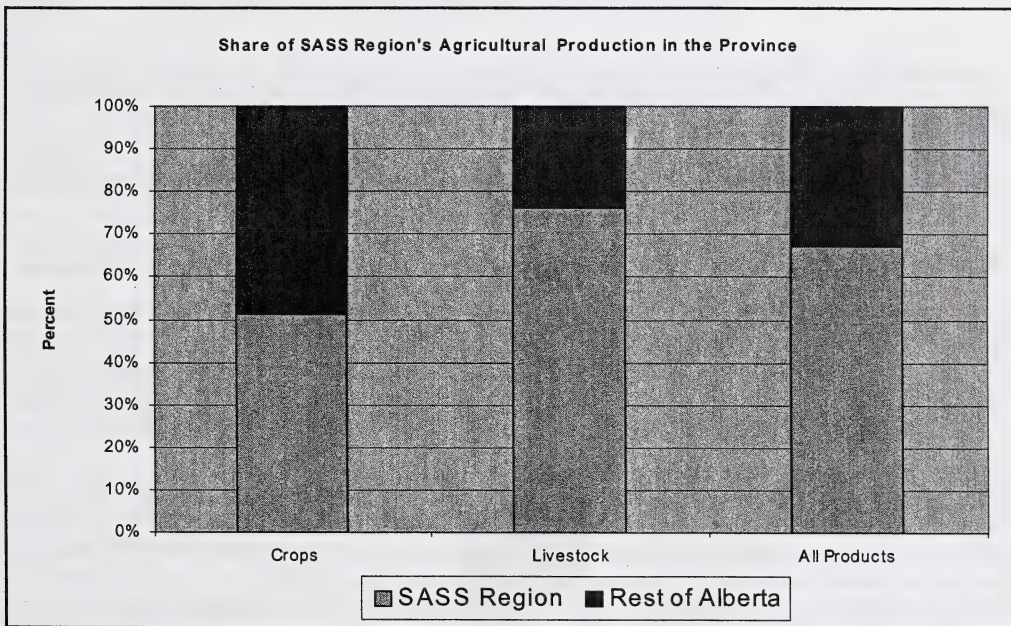 Share of SASS Region's Agricultural Production in the Province
100%
90%
80%
70%
60%
50%
40%
30%
20%
10%
0%
Percent
Crops Livestock All Products
SASS Region Rest of Alberta